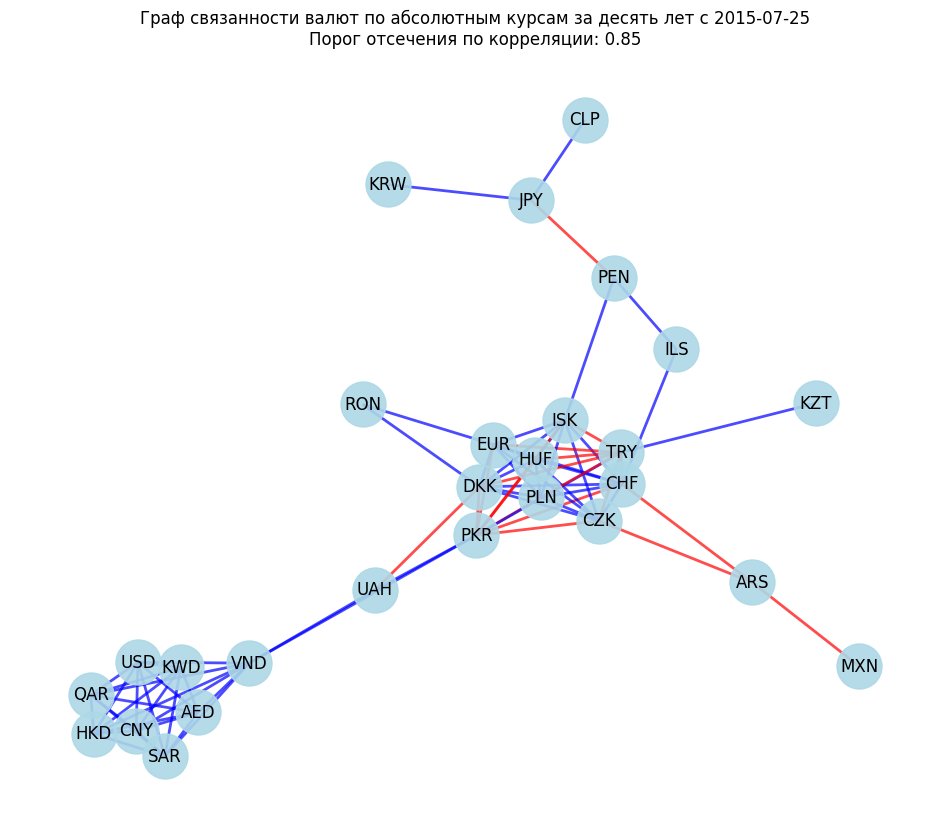 Граф связанности валют по абсолютным курсам за десять лет с 2015-07-25
Порог отсечения по корреляции: 0.85
CLP
KRW
JPY
PEN
ILS
RON
KZT
ISK
EUR
TRY
HUF
DKK
CHF
PLN
CZK
PKR
ARS
UAH
USD
KWD
VND
MXN
QAR
AED
HKD
CNY
SAR